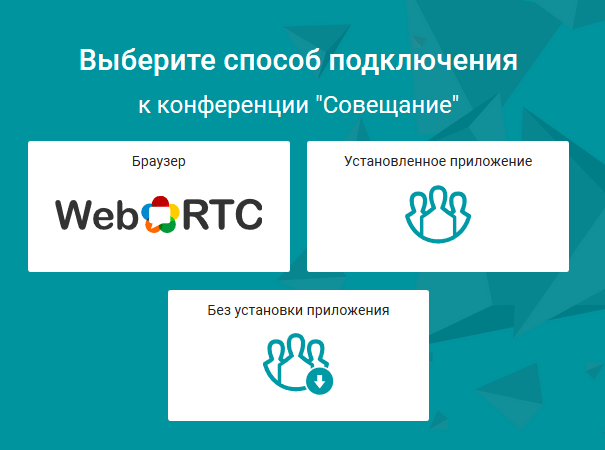 Выберите способ подключения
к конференции "Совещание"
Браузер
Установленное приложение
WebRTC
Без установки приложения